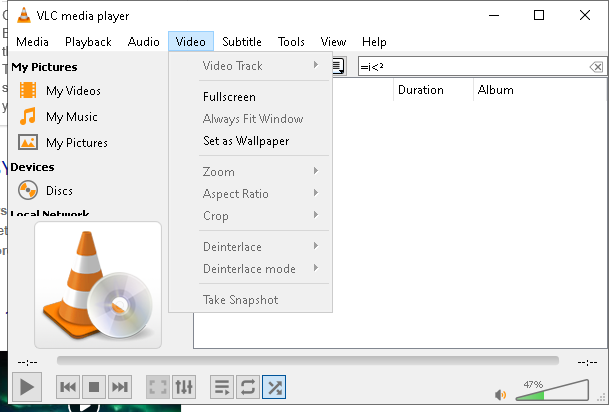 VLC media player
Media Playback Audio Video Subtitle Tools View Help
My Pictures
My Videos
My Music
My Pictures
Devices
Discs
Local Network
Video Track
Fullscreen
Always Fit Window
Set as Wallpaper
Zoom
Aspect Ratio
Crop
Deinterlace
Deinterlace mode
Take Snapshot
=i<²
Duration Album
--:-- --:--
47%